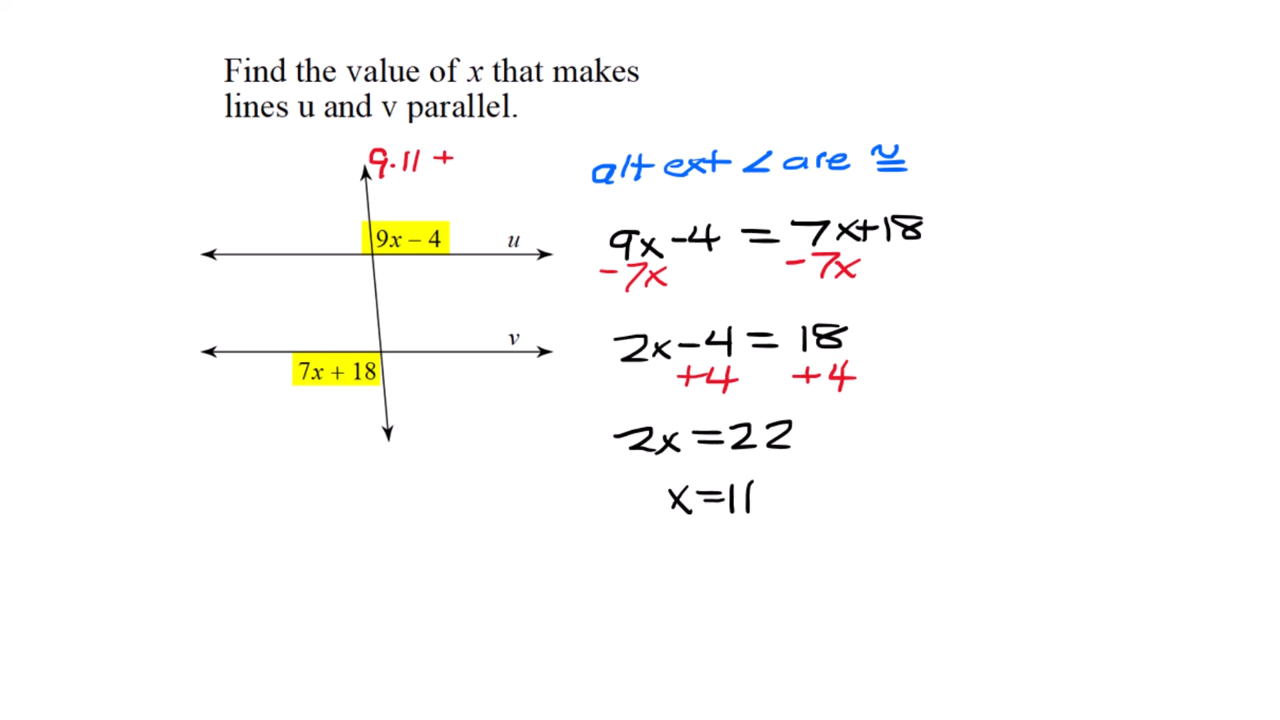 Find the value of x that makes
lines u and v parallel.
9·11 +
alt ext ∠ are ≅
9x – 4
u
9x -4 = 7x+18
-7x -7x
v
2x -4 = 18
7x + 18
+4 +4
2x = 22
x = 11